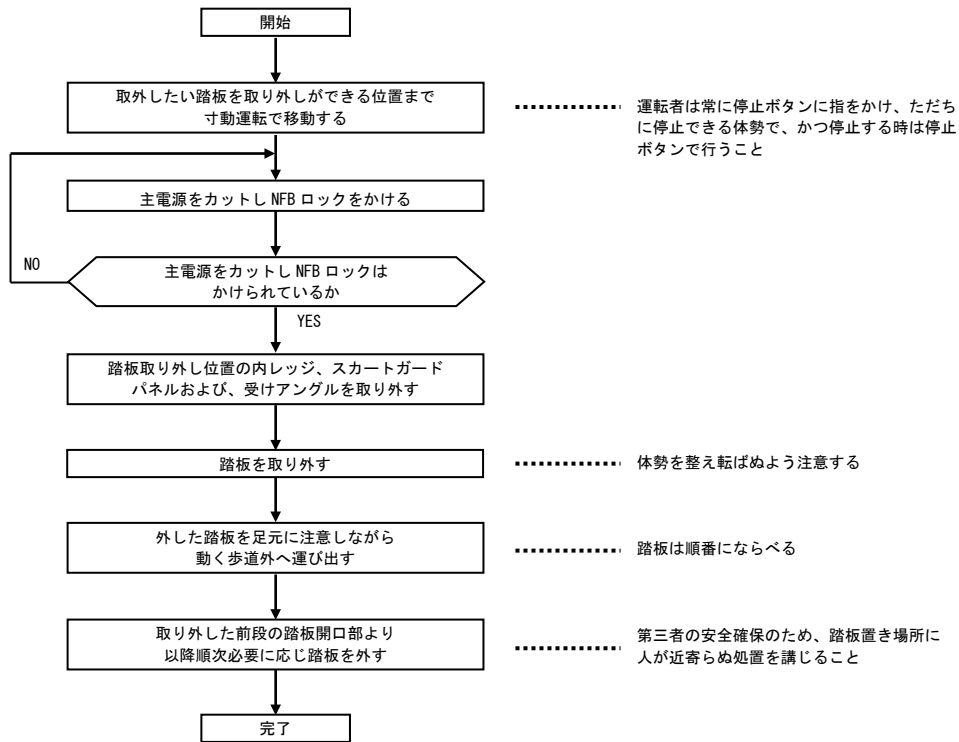 開始
取外したい踏板を取り外しができる位置まで
寸動運転で移動する
運転者は常に停止ボタンに指をかけ、ただち
に停止できる体勢で、かつ停止する時は停止
ボタンで行うこと
主電源をカットし NFB ロックをかける
NO
主電源をカットし NFB ロックは
かけられているか
YES
踏板取り外し位置の内レッジ、スカートガード
パネルおよび、受けアングルを取り外す
踏板を取り外す
体勢を整え転ばぬよう注意する
外した踏板を足元に注意しながら
動く歩道外へ運び出す
踏板は順番にならべる
取り外した前段の踏板開口部より
以降順次必要に応じ踏板を外す
第三者の安全確保のため、踏板置き場所に
人が近寄らぬ処置を講じること
完了